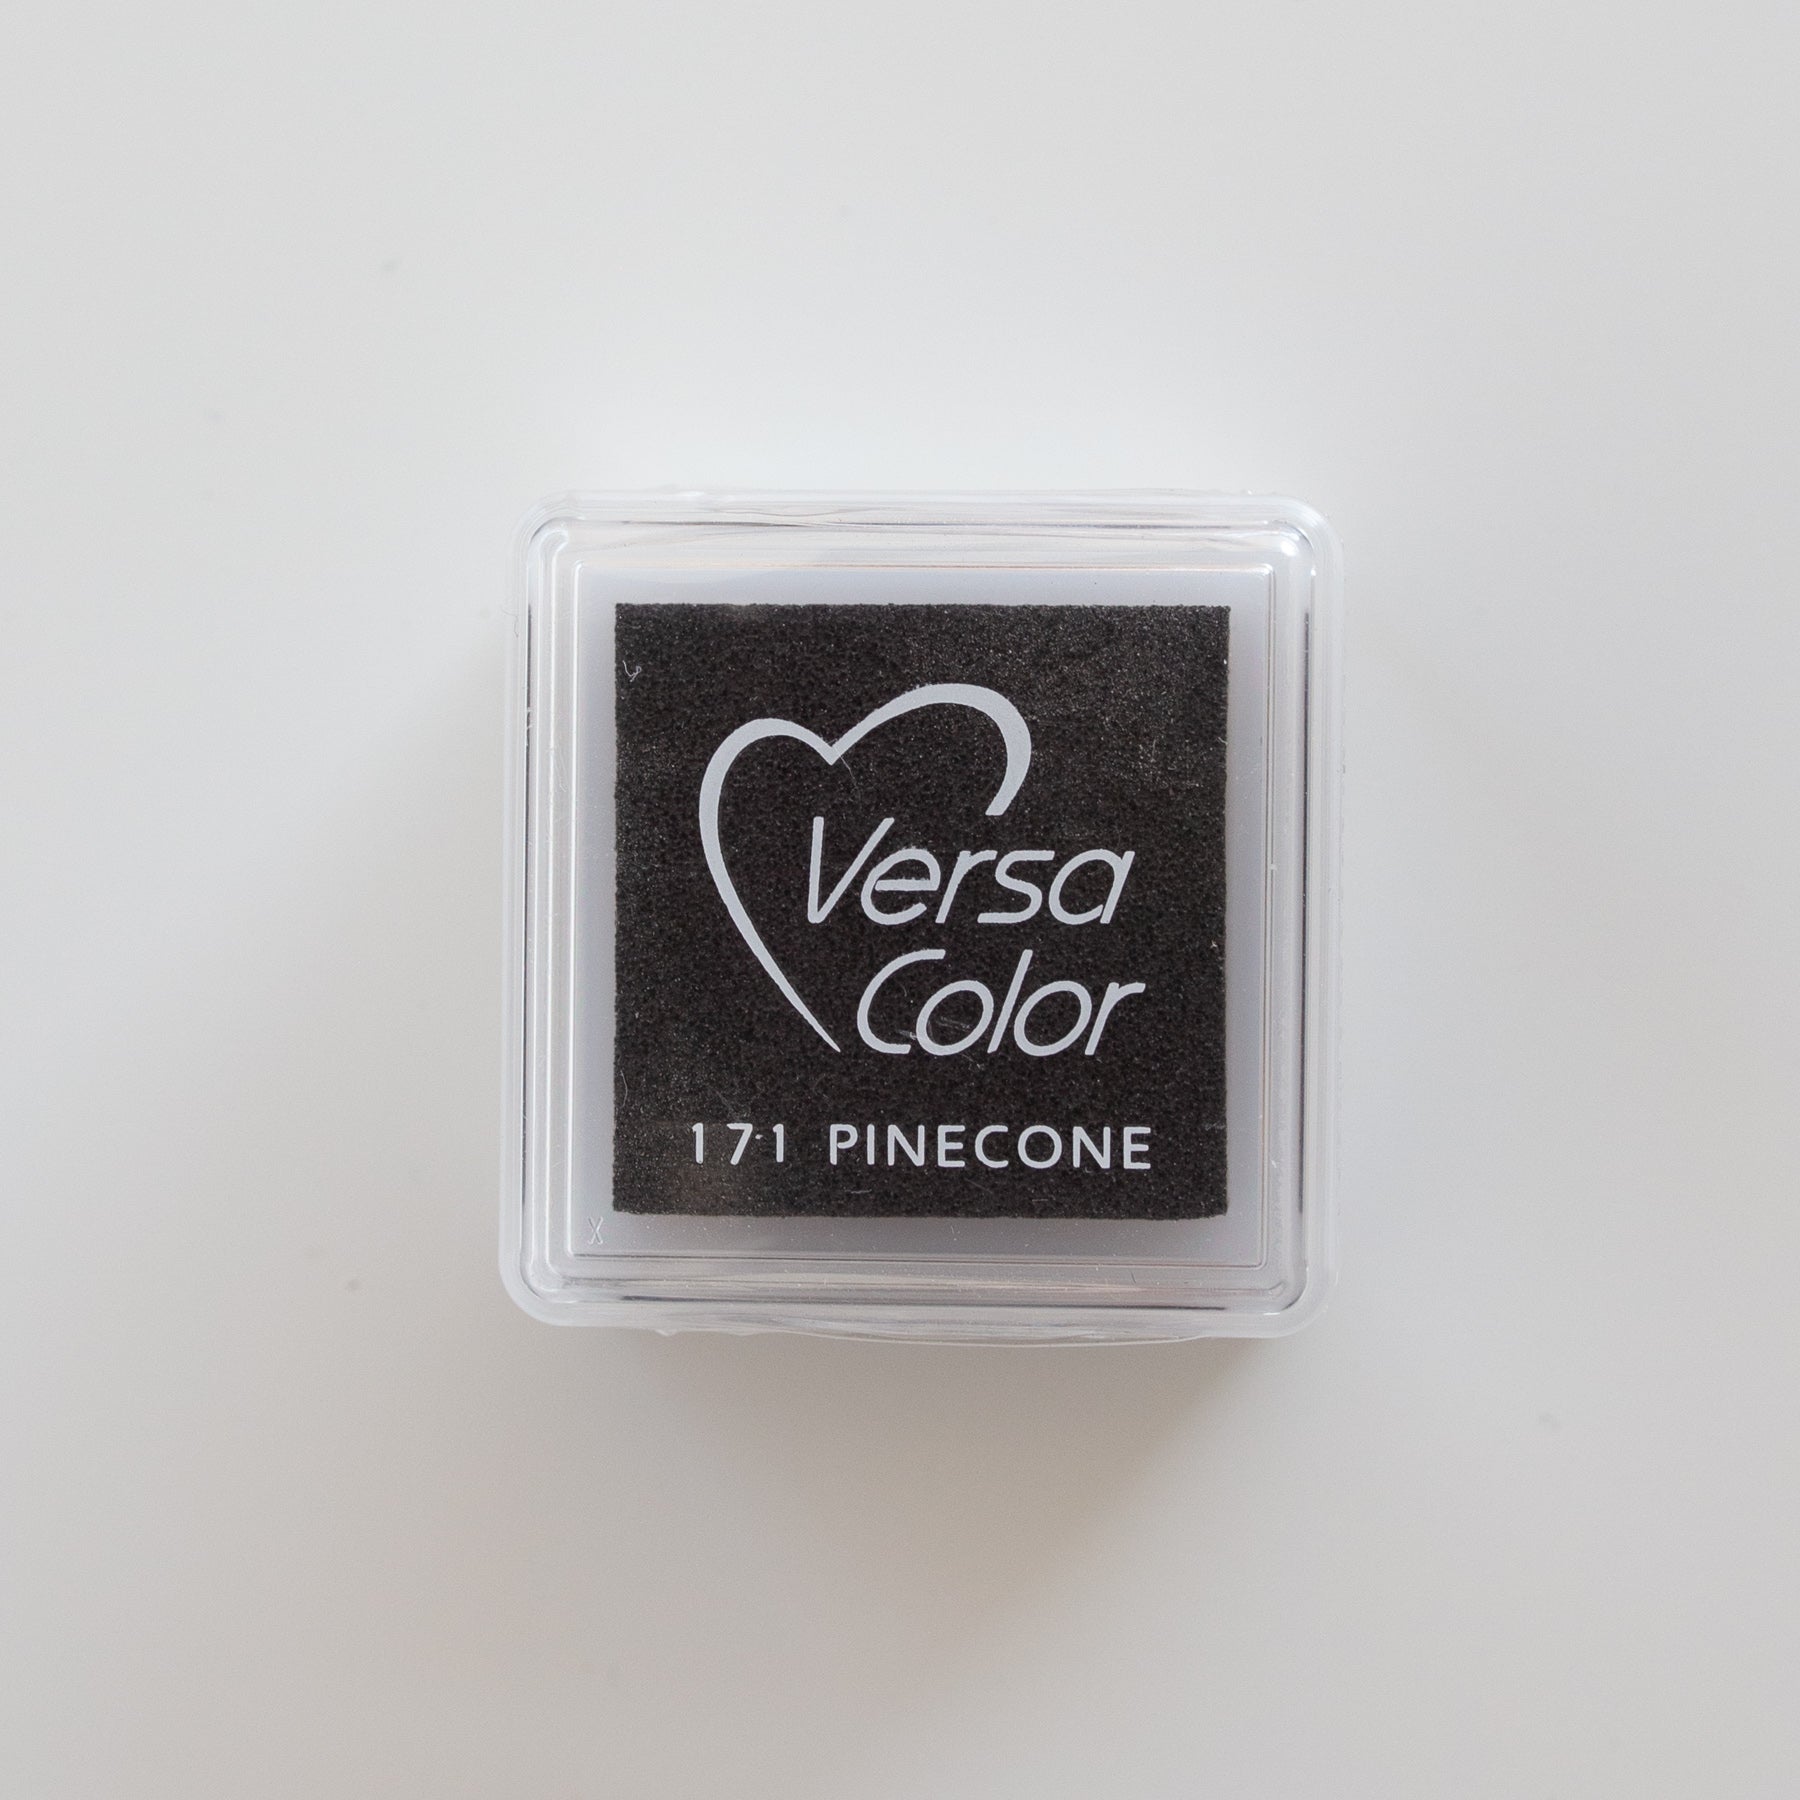 Versa
Color
171 PINECONE
X